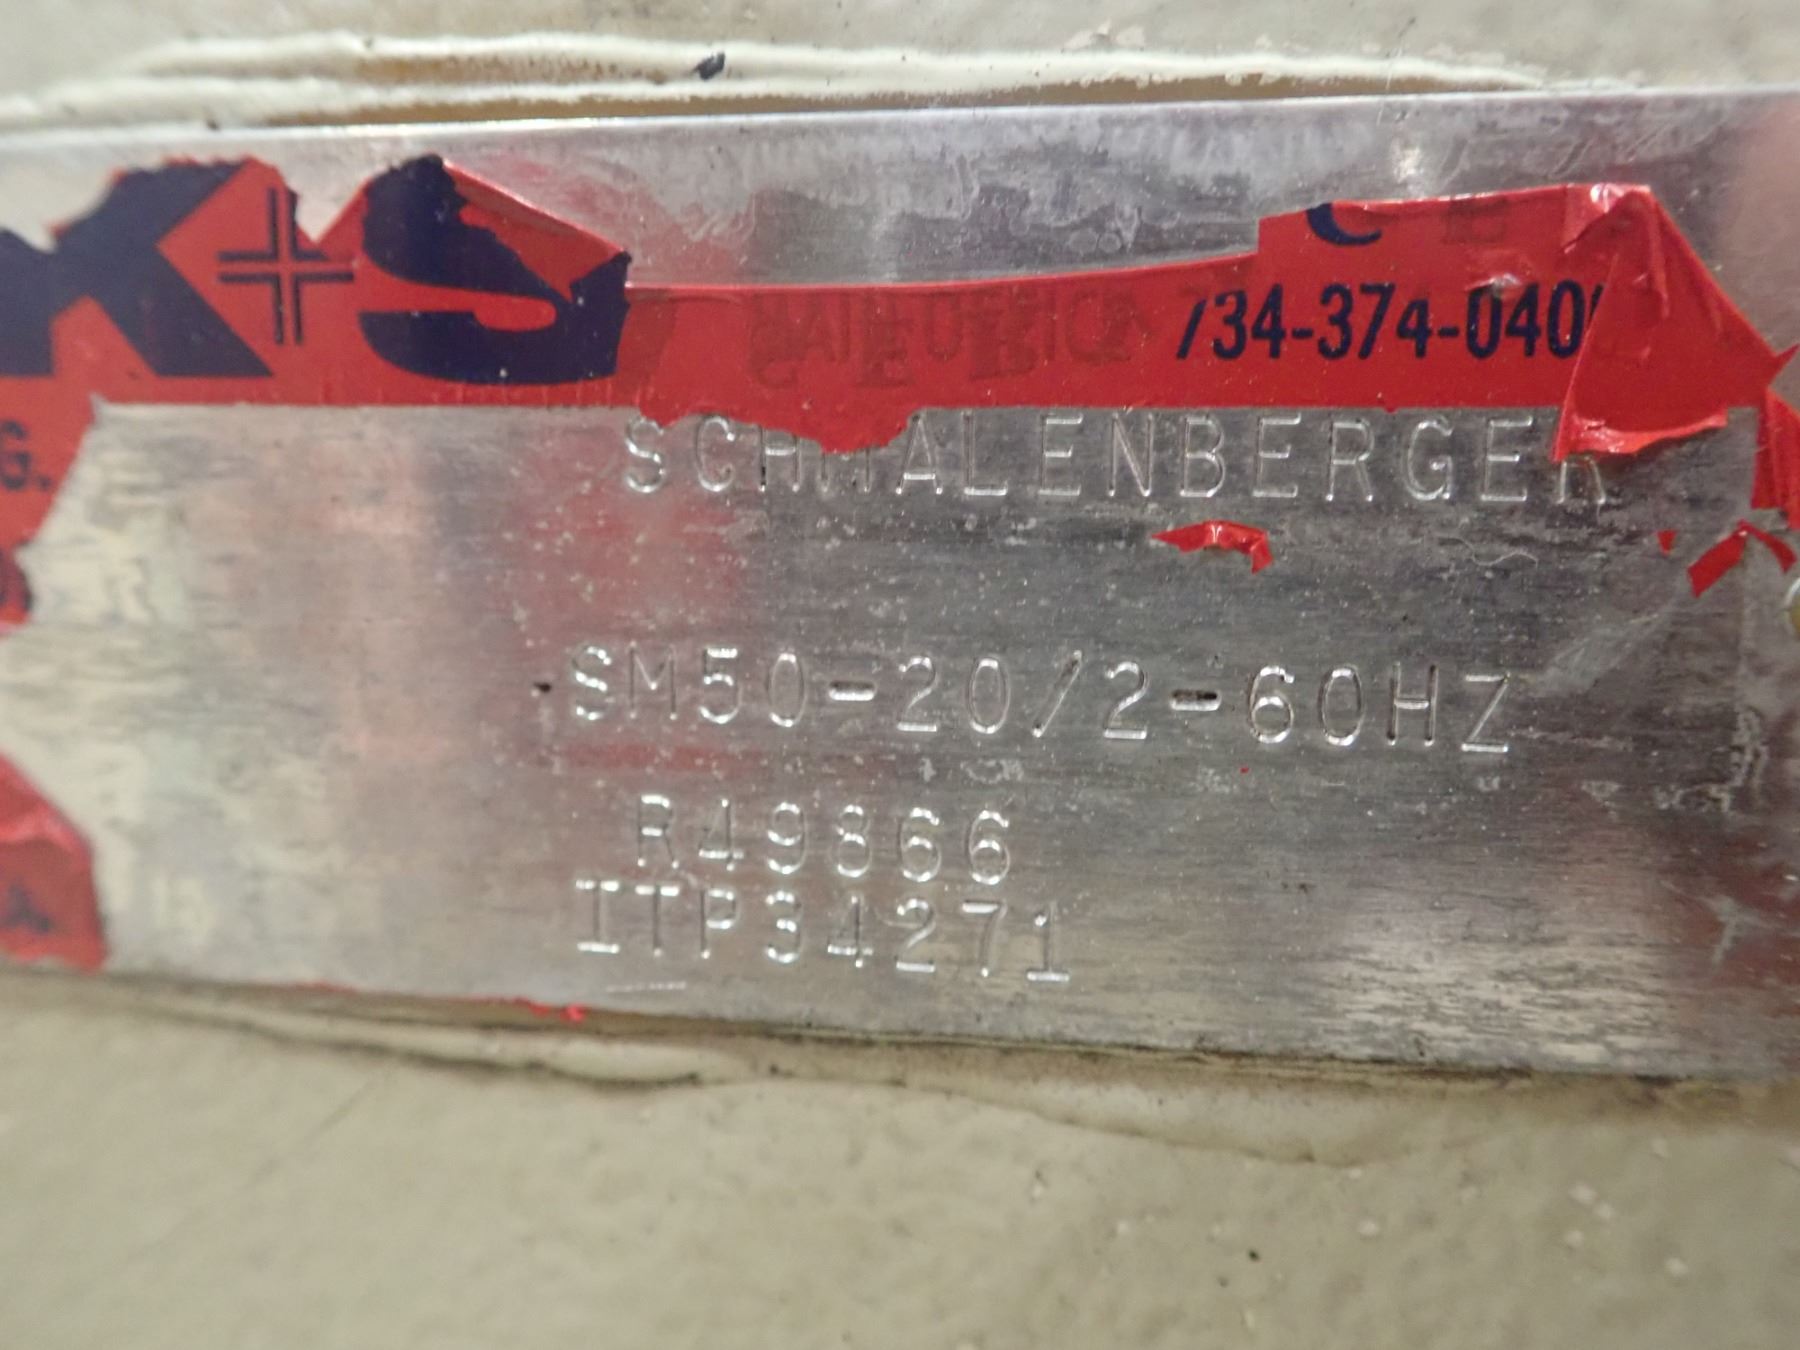 K+S
734-374-040
G.
SCHMALENBERGER
SM50-20/2-60HZ
R49866
ITP34271